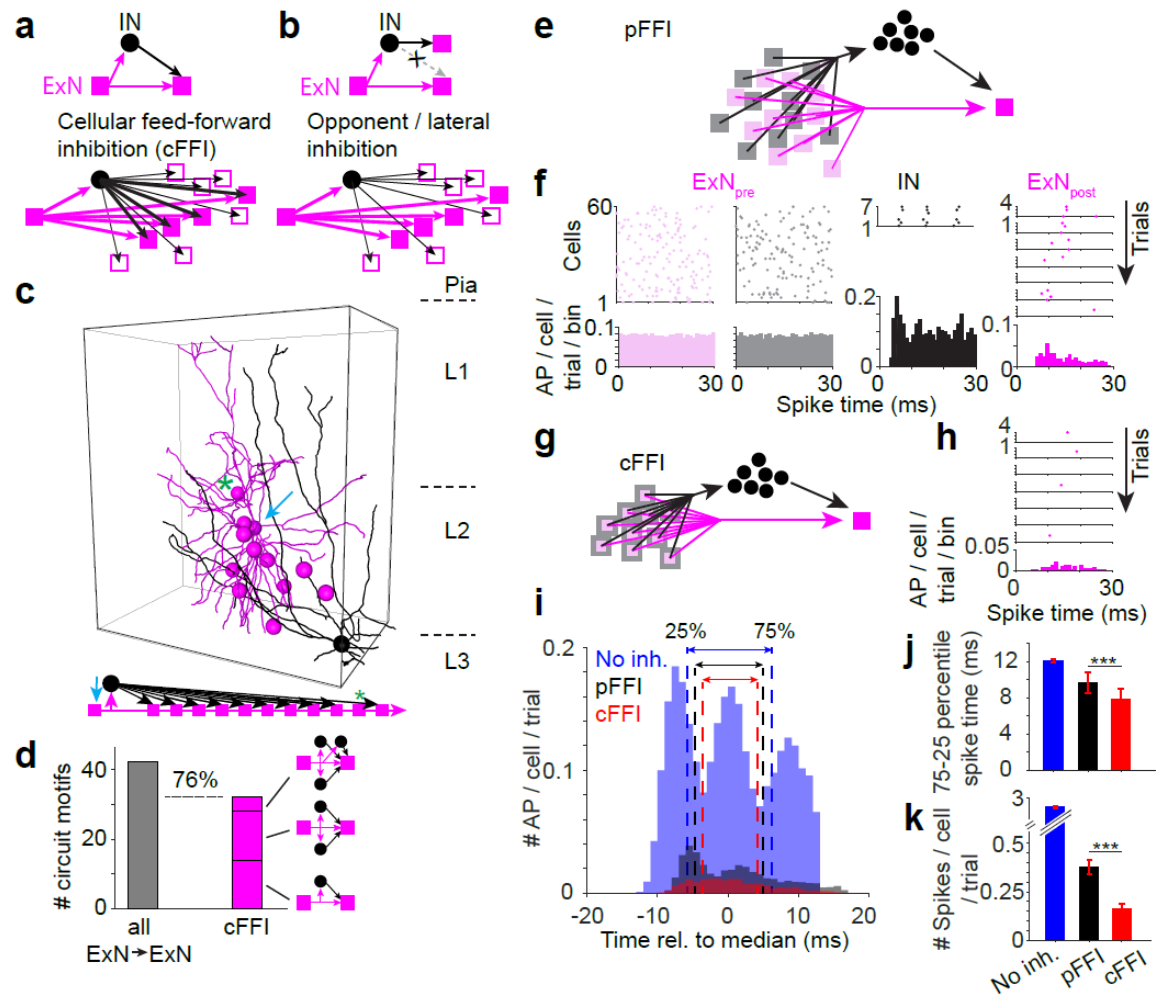 a
IN
ExN
Cellular feed-forward
inhibition (cFFI)
b
IN
ExN
Opponent / lateral
inhibition
c
Pia
L1
L2
L3
*
*
d
# circuit motifs
40
20
0
76%
all
cFFI
ExN→ExN
e
pFFI
f
ExNpre
IN
ExNpost
Cells
60
1
7
1
4
1
Trials
AP / cell /
trial / bin
0.1
0
0.2
0
0.1
0
0
30
0
30
0
30
0
30
Spike time (ms)
g
cFFI
h
4
1
Trials
AP / cell /
trial / bin
0.05
0
0
30
Spike time (ms)
i
25%
75%
No inh.
pFFI
cFFI
# AP / cell / trial
0.2
0.1
0
-20
-10
0
10
20
Time rel. to median (ms)
j
75-25 percentile
spike time (ms)
12
8
4
0
***
k
# Spikes / cell
/ trial
3
0.5
0.25
0
***
No inh.
pFFI
cFFI